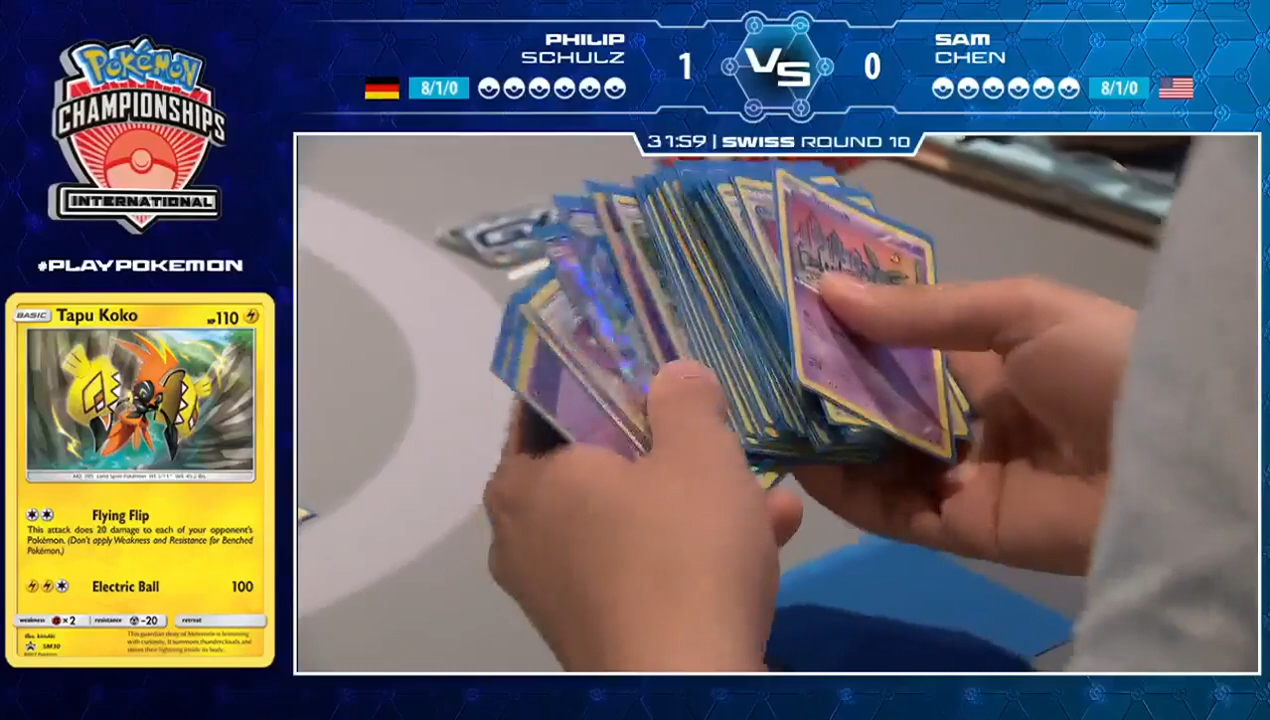 Pokémon
CHAMPIONSHIPS
INTERNATIONAL
#PLAYPOKEMON
PHILIP
SCHULZ
8/1/0
1
VS
0
SAM
CHEN
8/1/0
31:59 | SWISS ROUND 10
BASIC Tapu Koko HP110
Flying Flip
This attack does 20 damage to each of your opponent's
Pokémon. (Don't apply Weakness and Resistance for Benched
Pokémon.)
Electric Ball 100
weakness ×2 resistance -20 retreat
SM30